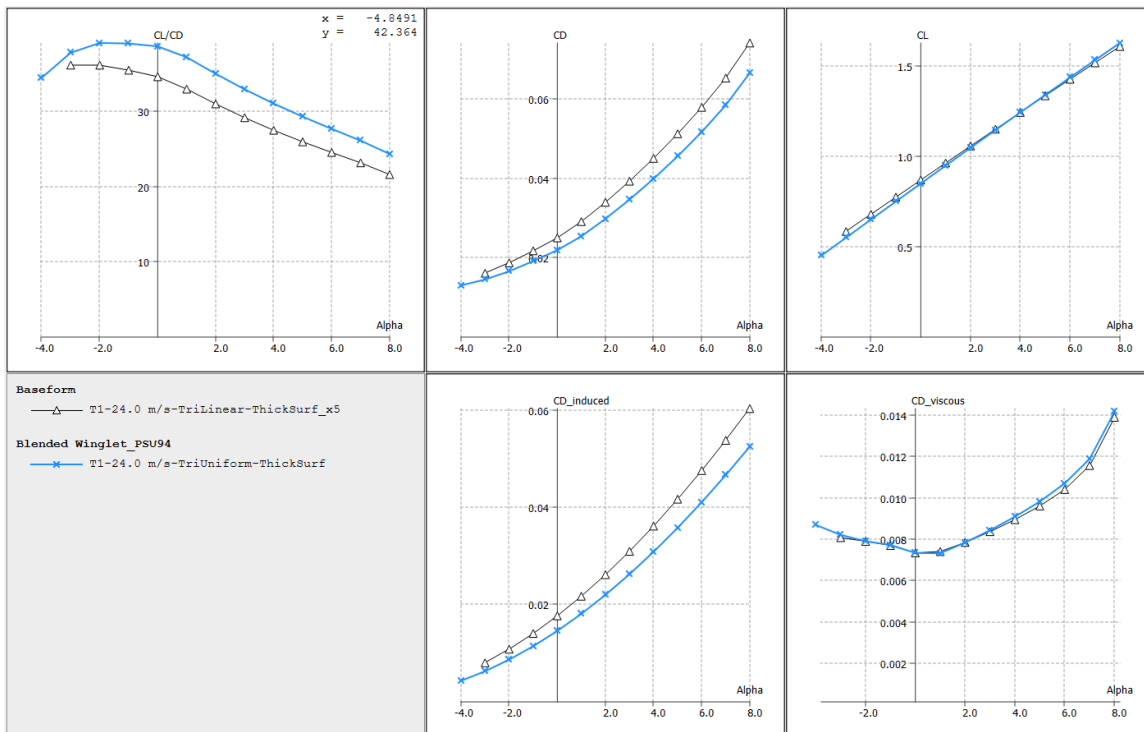 x = -4.8491
y = 42.364
CL/CD
30
20
10
Alpha
-4.0 -2.0 2.0 4.0 6.0 8.0
CD
0.06
0.04
0.02
Alpha
-4.0 -2.0 2.0 4.0 6.0 8.0
CL
1.5
1.0
0.5
Alpha
-4.0 -2.0 2.0 4.0 6.0 8.0
Baseform
T1-24.0 m/s-TriLinear-ThickSurf_x5
Blended Winglet_PSU94
T1-24.0 m/s-TriUniform-ThickSurf
CD_induced
0.06
0.04
0.02
Alpha
-4.0 -2.0 2.0 4.0 6.0 8.0
CD_viscous
0.014
0.012
0.010
0.008
0.006
0.004
0.002
Alpha
-2.0 2.0 4.0 6.0 8.0